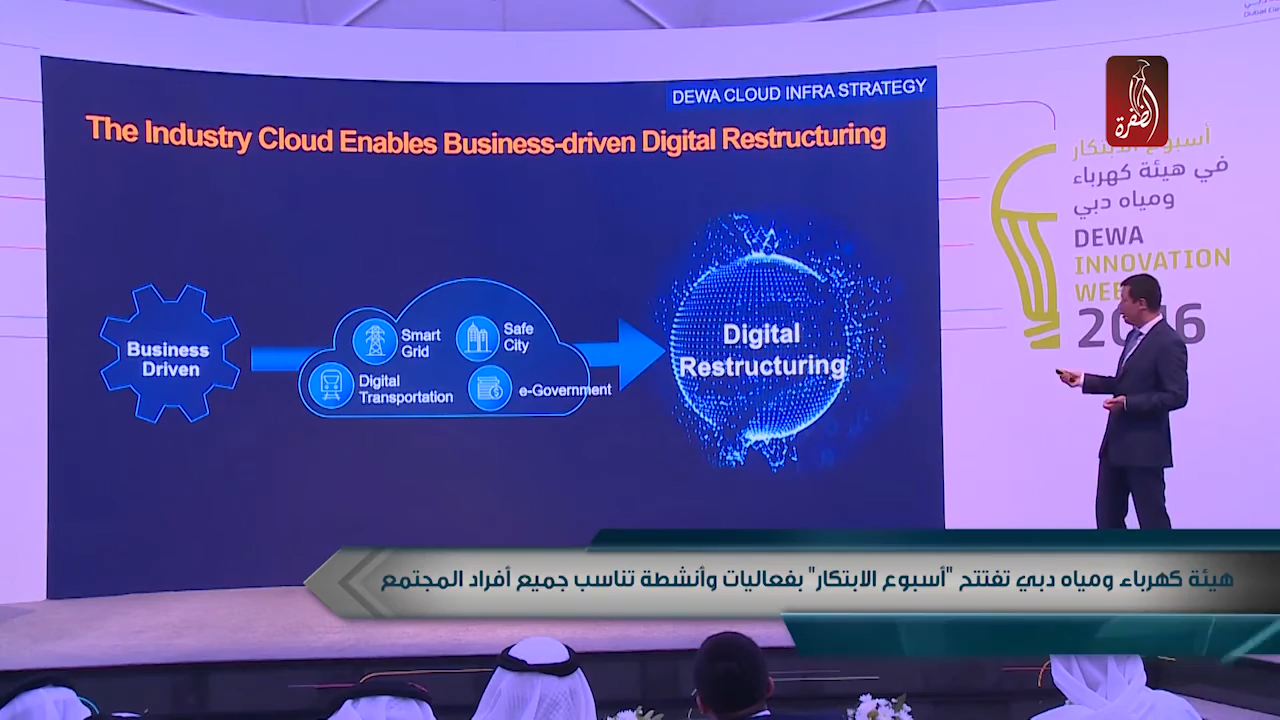 DEWA CLOUD INFRA STRATEGY
The Industry Cloud Enables Business-driven Digital Restructuring
Business
Driven
Smart
Grid
Safe
City
Digital
Transportation
e-Government
Digital
Restructuring
الظفرة
أسبوع الابتكار
في هيئة كهرباء
ومياه دبي
DEWA
INNOVATION
WEEK
2016
هيئة كهرباء ومياه دبي تفتتح "أسبوع الابتكار" بفعاليات وأنشطة تناسب جميع أفراد المجتمع